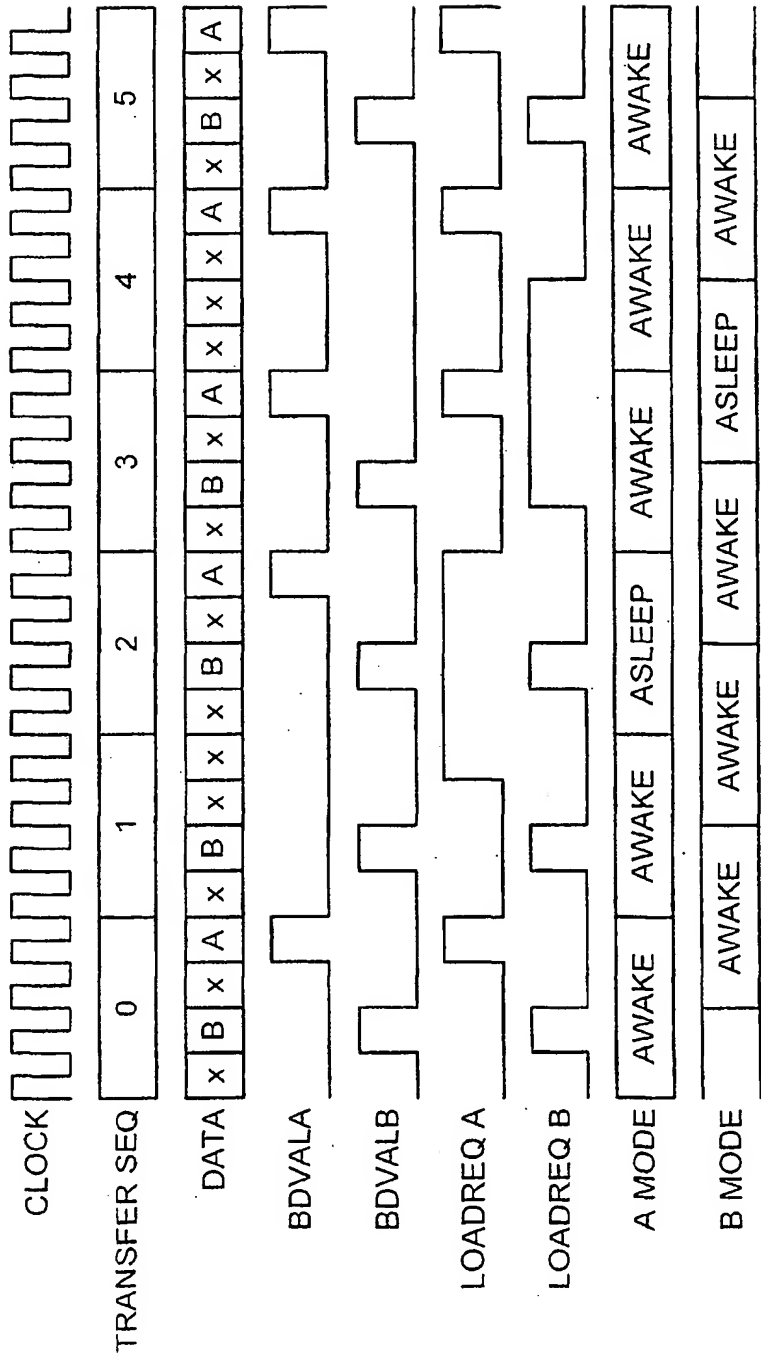 CLOCK
TRANSFER SEQ 0 1 2 3 4 5
DATA x B x A x B x x x B x A x B x A x x x A x B x A
BDVALA
BDVALB
LOADREQ A
LOADREQ B
A MODE AWAKE AWAKE ASLEEP AWAKE AWAKE AWAKE
B MODE AWAKE AWAKE AWAKE ASLEEP AWAKE